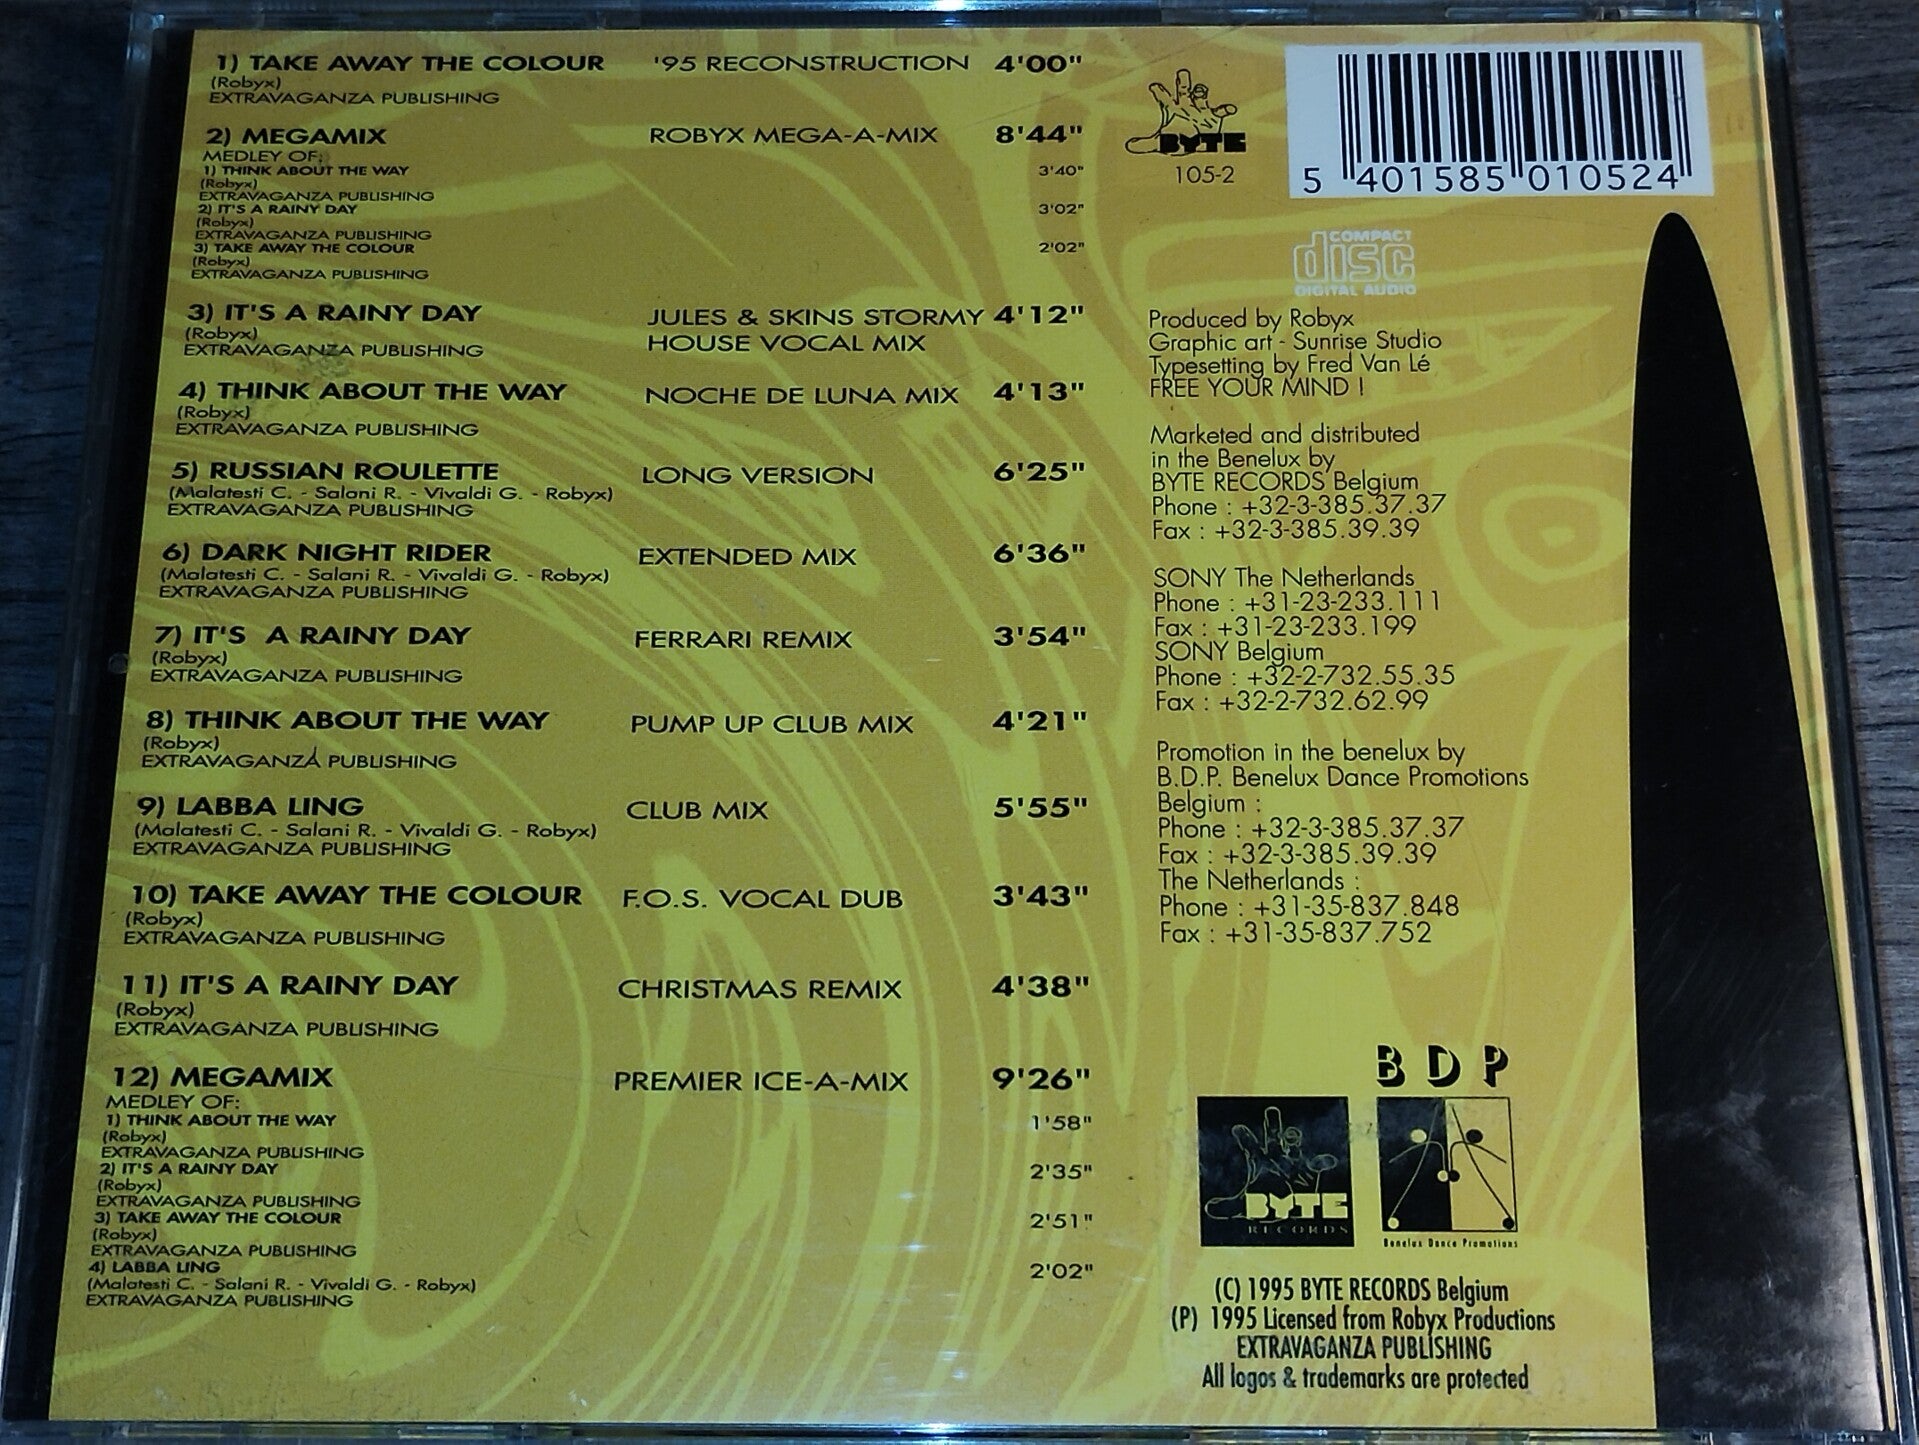 1) TAKE AWAY THE COLOUR '95 RECONSTRUCTION 4'00"
(Robyx)
EXTRAVAGANZA PUBLISHING
2) MEGAMIX ROBYX MEGA-A-MIX 8'44"
MEDLEY OF:
1) THINK ABOUT THE WAY 3'40"
(Robyx)
EXTRAVAGANZA PUBLISHING
2) IT'S A RAINY DAY 3'02"
(Robyx)
EXTRAVAGANZA PUBLISHING
3) TAKE AWAY THE COLOUR 2'02"
(Robyx)
EXTRAVAGANZA PUBLISHING
3) IT'S A RAINY DAY JULES & SKINS STORMY 4'12"
HOUSE VOCAL MIX
(Robyx)
EXTRAVAGANZA PUBLISHING
4) THINK ABOUT THE WAY NOCHE DE LUNA MIX 4'13"
(Robyx)
EXTRAVAGANZA PUBLISHING
5) RUSSIAN ROULETTE LONG VERSION 6'25"
(Malatesti C. - Salani R. - Vivaldi G. - Robyx)
EXTRAVAGANZA PUBLISHING
6) DARK NIGHT RIDER EXTENDED MIX 6'36"
(Malatesti C. - Salani R. - Vivaldi G. - Robyx)
EXTRAVAGANZA PUBLISHING
7) IT'S A RAINY DAY FERRARI REMIX 3'54"
(Robyx)
EXTRAVAGANZA PUBLISHING
8) THINK ABOUT THE WAY PUMP UP CLUB MIX 4'21"
(Robyx)
EXTRAVAGANZA PUBLISHING
9) LABBA LING CLUB MIX 5'55"
(Malatesti C. - Salani R. - Vivaldi G. - Robyx)
EXTRAVAGANZA PUBLISHING
10) TAKE AWAY THE COLOUR F.O.S. VOCAL DUB 3'43"
(Robyx)
EXTRAVAGANZA PUBLISHING
11) IT'S A RAINY DAY CHRISTMAS REMIX 4'38"
(Robyx)
EXTRAVAGANZA PUBLISHING
12) MEGAMIX PREMIER ICE-A-MIX 9'26"
MEDLEY OF:
1) THINK ABOUT THE WAY 1'58"
(Robyx)
EXTRAVAGANZA PUBLISHING
2) IT'S A RAINY DAY 2'35"
(Robyx)
EXTRAVAGANZA PUBLISHING
3) TAKE AWAY THE COLOUR 2'51"
(Robyx)
EXTRAVAGANZA PUBLISHING
4) LABBA LING 2'02"
(Malatesti C. - Salani R. - Vivaldi G. - Robyx)
EXTRAVAGANZA PUBLISHING
BYTE
105-2
5 401585 010524
COMPACT
disc
DIGITAL AUDIO
Produced by Robyx
Graphic art - Sunrise Studio
Typesetting by Fred Van Lé
FREE YOUR MIND !
Marketed and distributed
in the Benelux by
BYTE RECORDS Belgium
Phone : +32-3-385.37.37
Fax : +32-3-385.39.39
SONY The Netherlands
Phone : +31-23-233.111
Fax : +31-23-233.199
SONY Belgium
Phone : +32-2-732.55.35
Fax : +32-2-732.62.99
Promotion in the benelux by
B.D.P. Benelux Dance Promotions
Belgium :
Phone : +32-3-385.37.37
Fax : +32-3-385.39.39
The Netherlands :
Phone : +31-35-837.848
Fax : +31-35-837.752
BYTE
RECORDS
BDP
Benelux Dance Promotions
(C) 1995 BYTE RECORDS Belgium
(P) 1995 Licensed from Robyx Productions
EXTRAVAGANZA PUBLISHING
All logos & trademarks are protected